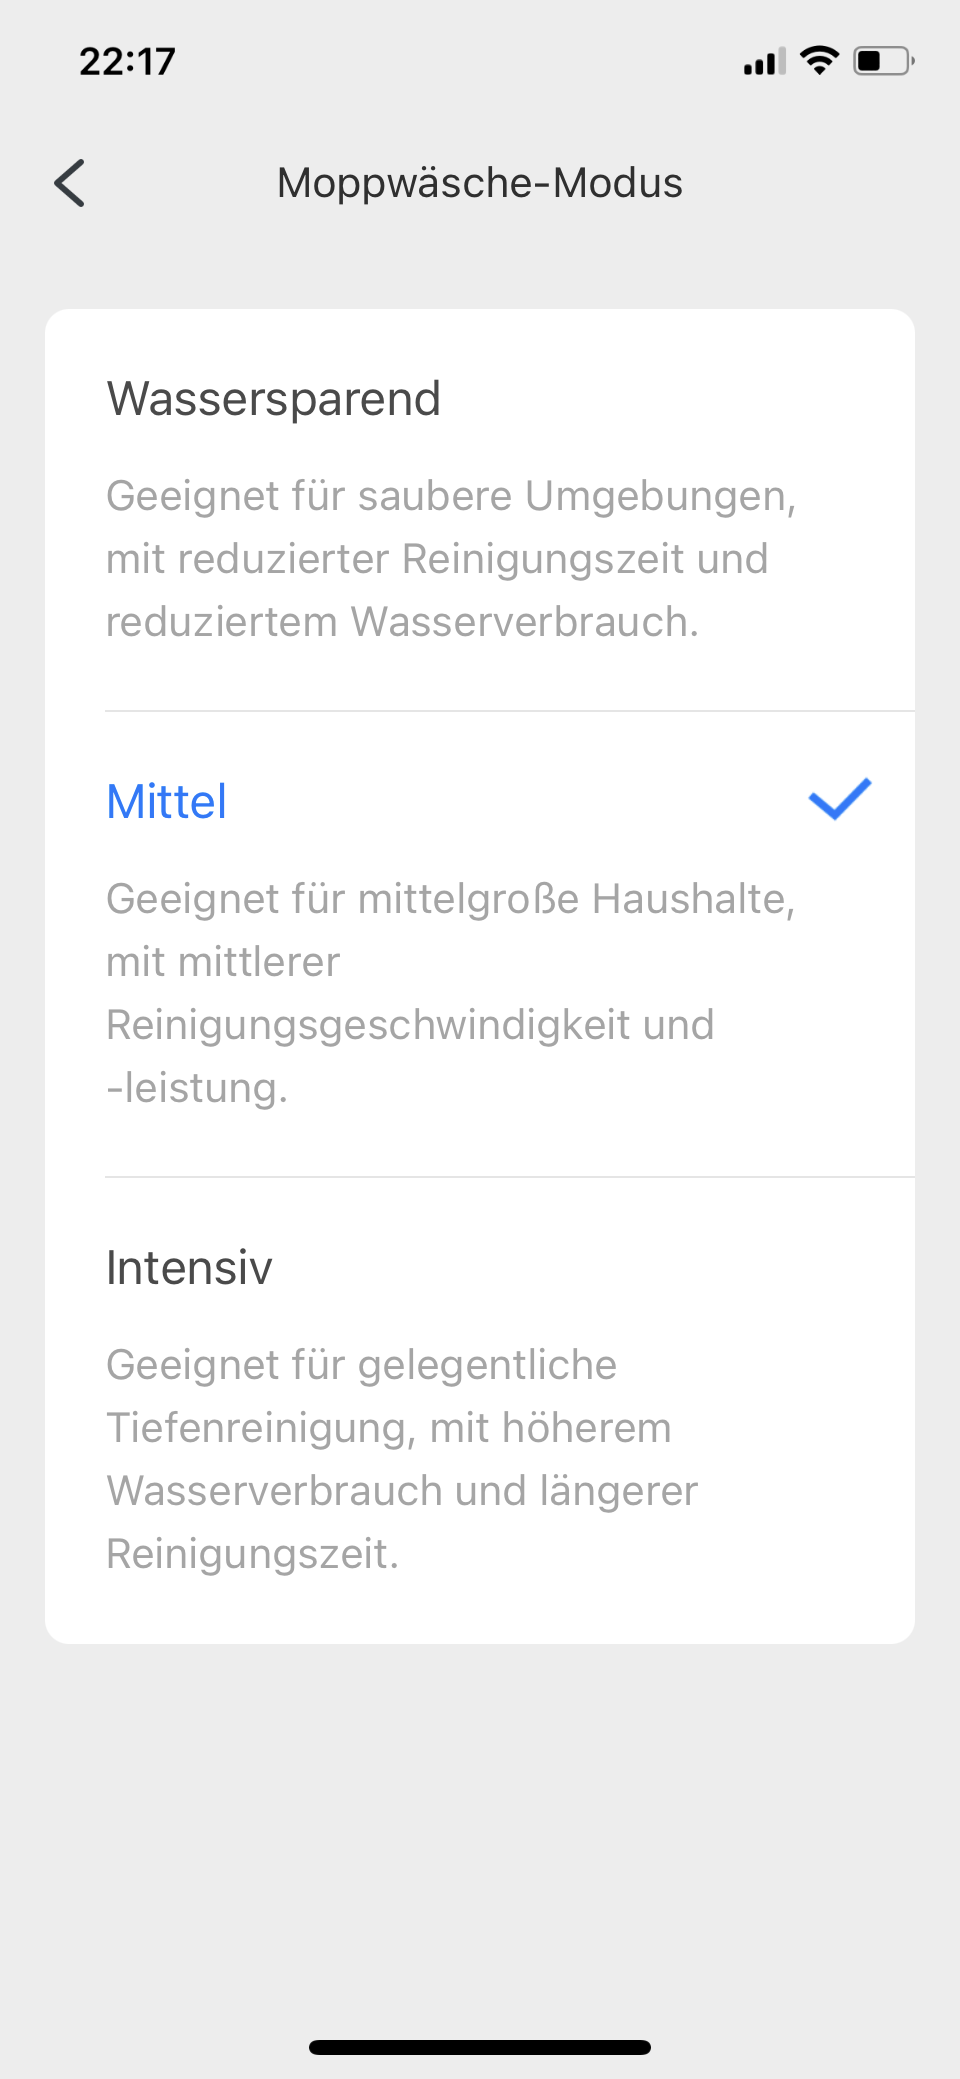 22:17
Moppwäsche-Modus
Wassersparend
Geeignet für saubere Umgebungen,
mit reduzierter Reinigungszeit und
reduziertem Wasserverbrauch.
Mittel
Geeignet für mittelgroße Haushalte,
mit mittlerer
Reinigungsgeschwindigkeit und
-leistung.
Intensiv
Geeignet für gelegentliche
Tiefenreinigung, mit höherem
Wasserverbrauch und längerer
Reinigungszeit.